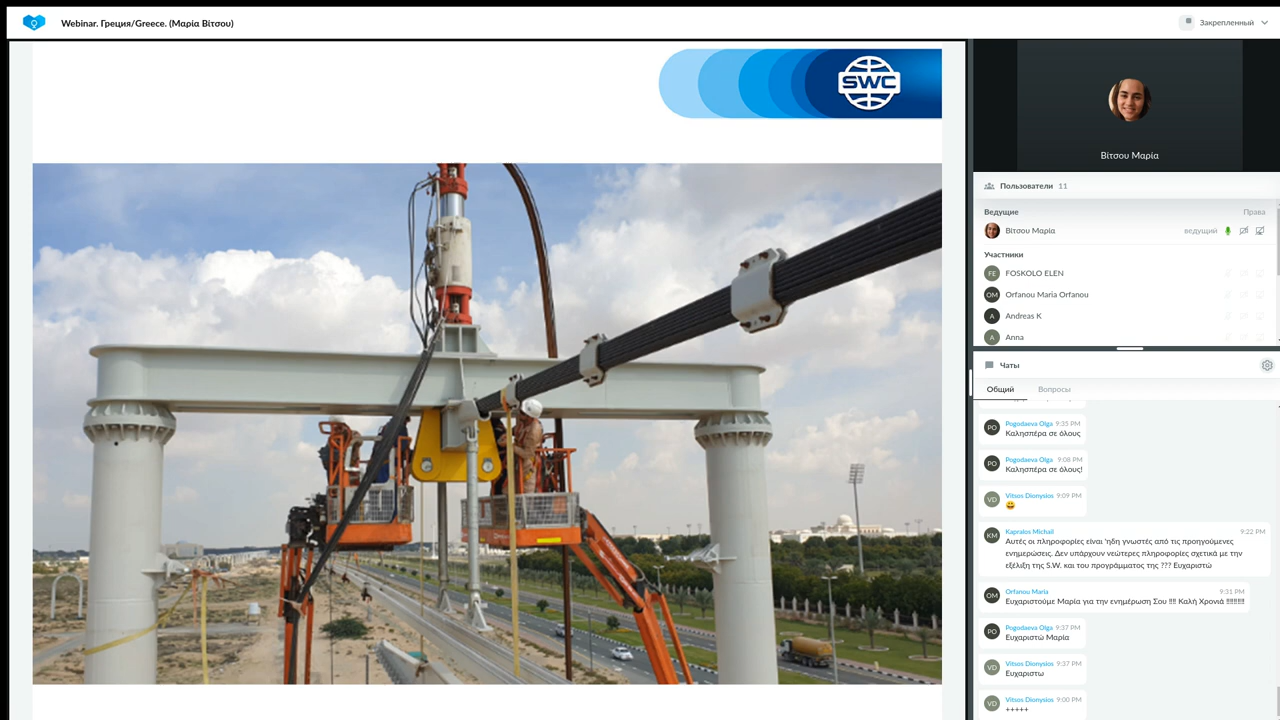 Webinar. Греция/Greece. (Μαρία Βίτσου)
Закрепленный
SWC
Βίτσου Μαρία
Пользователи 11
Ведущие Права
Βίτσου Μαρία ведущий
Участники
FE FOSKOLO ELEN
OM Orfanou Maria Orfanou
A Andreas K
A Anna
Чаты
Общий Вопросы
PO Pogodaeva Olga 9:35 PM
Καλησπέρα σε όλους
PO Pogodaeva Olga 9:08 PM
Καλησπέρα σε όλους!
VD Vitsos Dionysios 9:09 PM
😄
KM Kapralos Michail 9:22 PM
Αυτές οι πληροφορίες είναι 'ηδη γνωστές από τις προηγούμενες
ενημερώσεις. Δεν υπάρχουν νεώτερες πληροφορίες σχετικά με την
εξέλιξη της S.W. και του προγράμματος της ??? Ευχαριστώ
OM Orfanou Maria 9:31 PM
Ευχαριστούμε Μαρία για την ενημέρωση Σου !!!! Καλή Χρονιά !!!!!!!!!
PO Pogodaeva Olga 9:37 PM
Ευχαριστώ Μαρία
VD Vitsos Dionysios 9:37 PM
Ευχαριστω
VD Vitsos Dionysios 9:00 PM
+++++